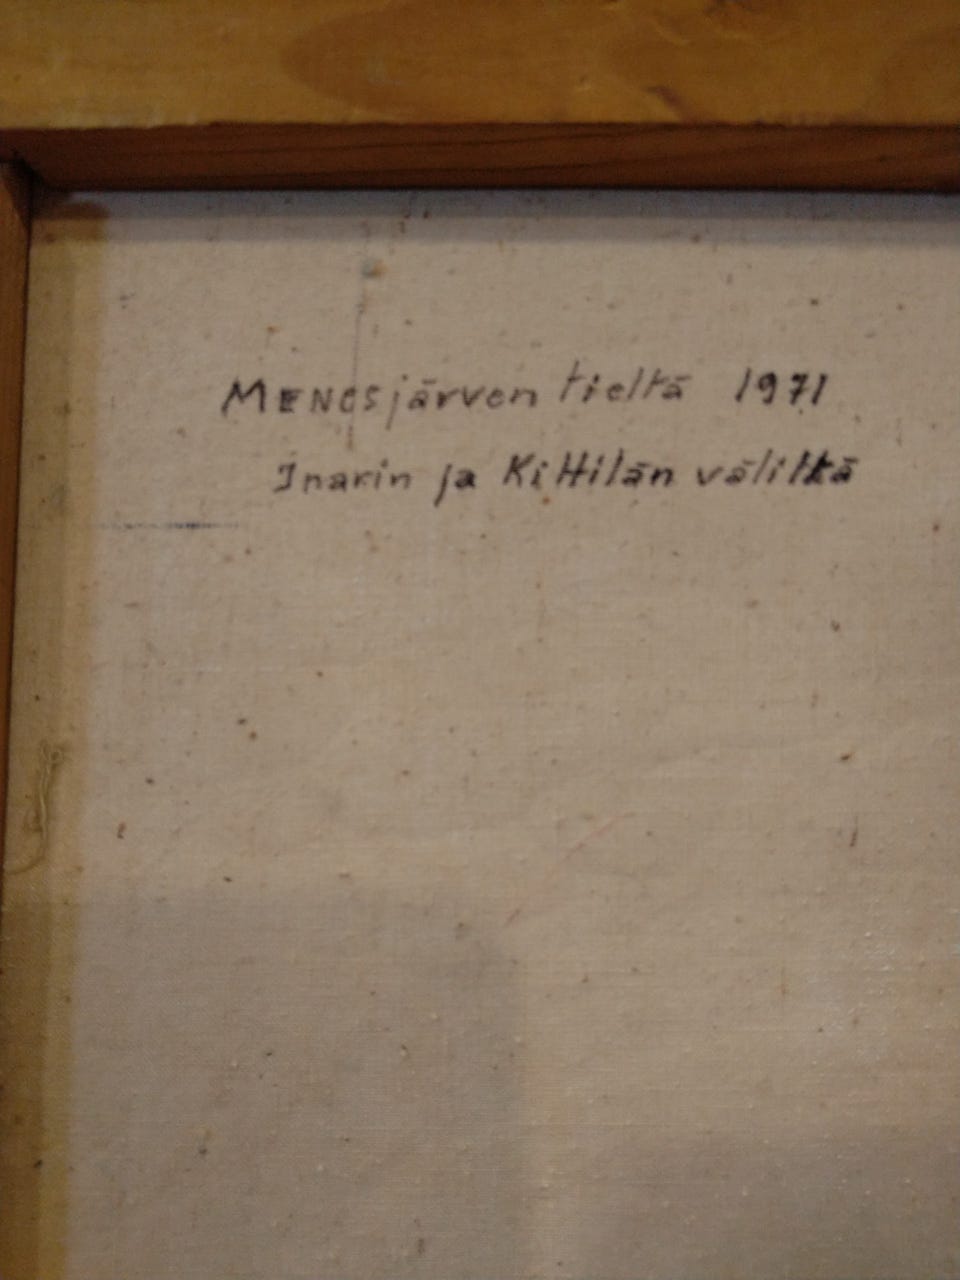 MENESjärven tieltä 1971
Inarin ja Kittilän väliltä